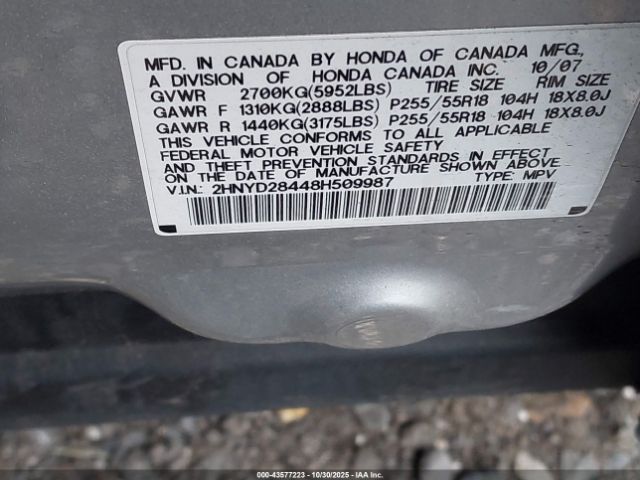 MFD. IN CANADA BY HONDA OF CANADA MFG.,
A DIVISION OF HONDA CANADA INC. 10/07
GVWR 2700KG(5952LBS) TIRE SIZE RIM SIZE
GAWR F 1310KG(2888LBS) P255/55R18 104H 18X8.0J
GAWR R 1440KG(3175LBS) P255/55R18 104H 18X8.0J
THIS VEHICLE CONFORMS TO ALL APPLICABLE
FEDERAL MOTOR VEHICLE SAFETY
AND THEFT PREVENTION STANDARDS IN EFFECT
ON THE DATE OF MANUFACTURE SHOWN ABOVE.
V.I.N.: 2HNYD28448H509987 TYPE: MPV
000-43577223 - 10/30/2025 - IAA Inc.